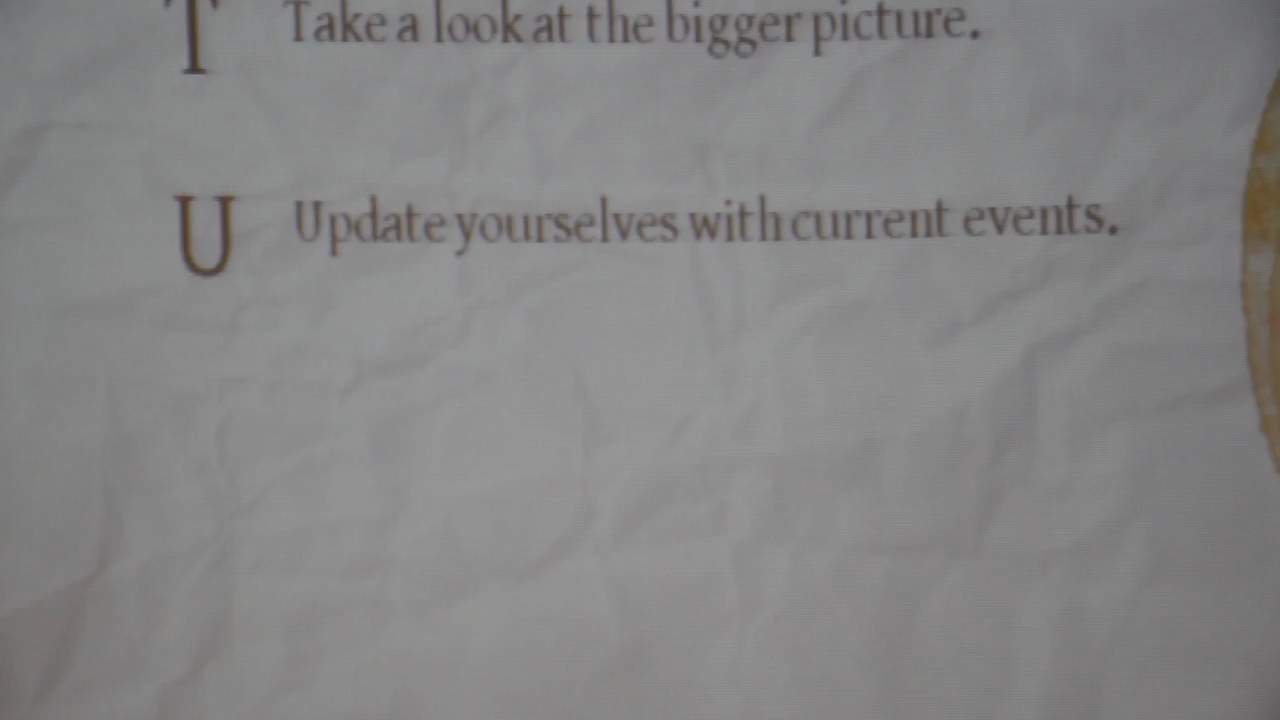 T Take a look at the bigger picture.
U Update yourselves with current events.